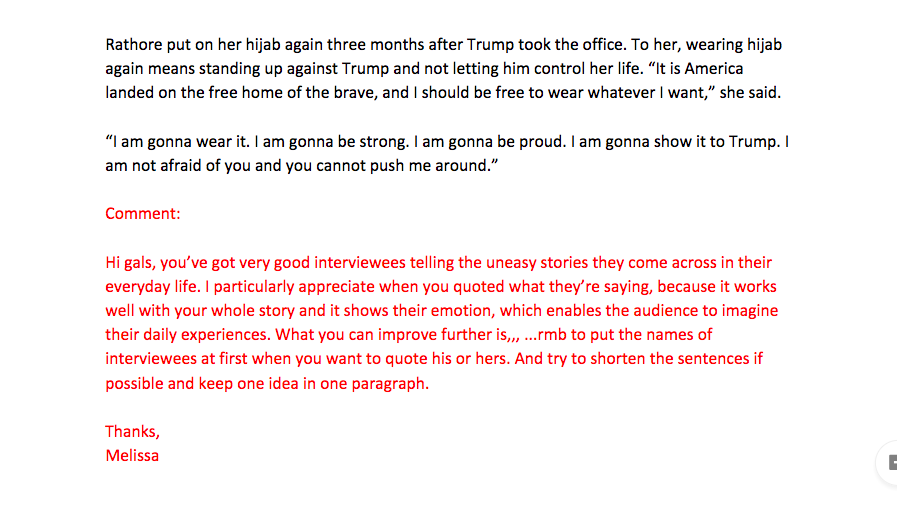 Rathore put on her hijab again three months after Trump took the office. To her, wearing hijab
again means standing up against Trump and not letting him control her life. “It is America
landed on the free home of the brave, and I should be free to wear whatever I want,” she said.
“I am gonna wear it. I am gonna be strong. I am gonna be proud. I am gonna show it to Trump. I
am not afraid of you and you cannot push me around.”
Comment:
Hi gals, you’ve got very good interviewees telling the uneasy stories they come across in their
everyday life. I particularly appreciate when you quoted what they’re saying, because it works
well with your whole story and it shows their emotion, which enables the audience to imagine
their daily experiences. What you can improve further is,,, ...rmb to put the names of
interviewees at first when you want to quote his or hers. And try to shorten the sentences if
possible and keep one idea in one paragraph.
Thanks,
Melissa